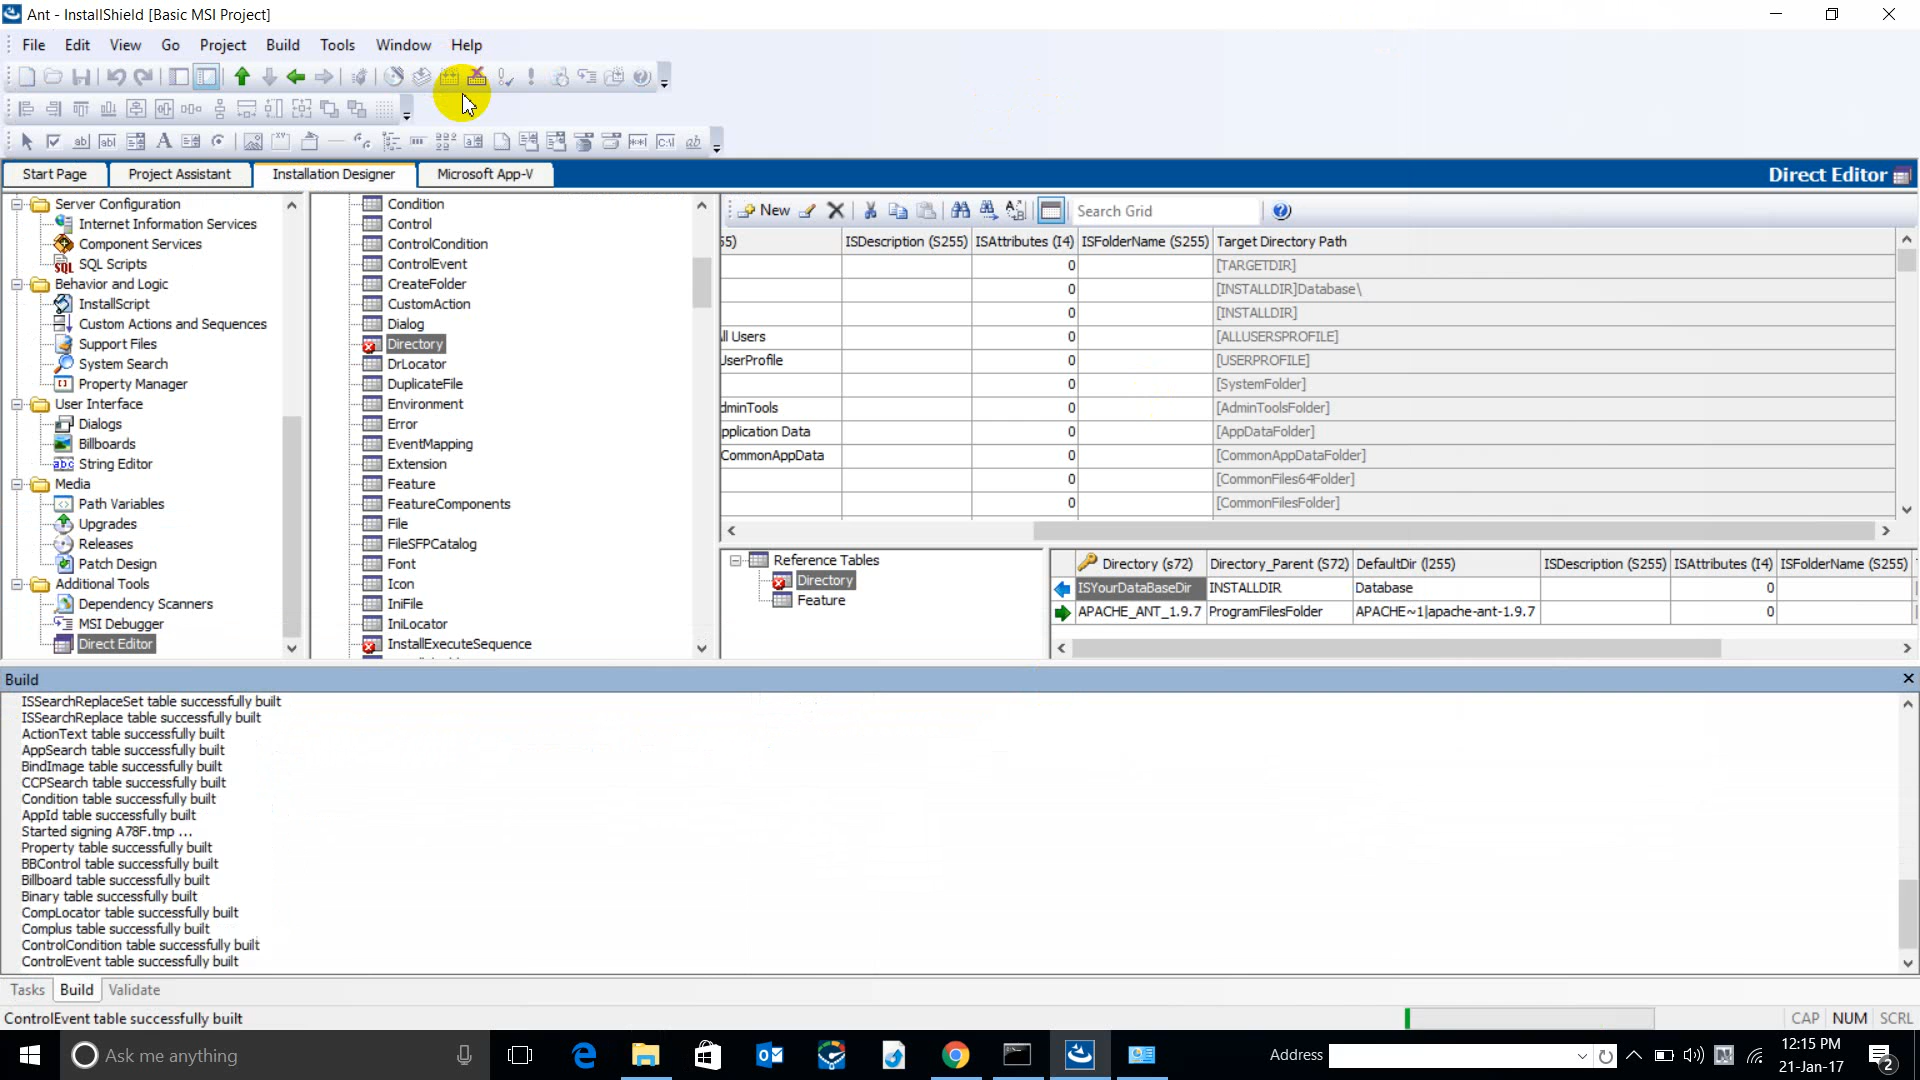 Ant - InstallShield [Basic MSI Project]
File Edit View Go Project Build Tools Window Help
Start Page Project Assistant Installation Designer Microsoft App-V Direct Editor
Server Configuration
Internet Information Services
Component Services
SQL Scripts
Behavior and Logic
InstallScript
Custom Actions and Sequences
Support Files
System Search
Property Manager
User Interface
Dialogs
Billboards
String Editor
Media
Path Variables
Upgrades
Releases
Patch Design
Additional Tools
Dependency Scanners
MSI Debugger
Direct Editor
Condition
Control
ControlCondition
ControlEvent
CreateFolder
CustomAction
Dialog
Directory
DrLocator
DuplicateFile
Environment
Error
EventMapping
Extension
Feature
FeatureComponents
File
FileSFPCatalog
Font
Icon
IniFile
IniLocator
InstallExecuteSequence
New Search Grid
55) ISDescription (S255) ISAttributes (I4) ISFolderName (S255) Target Directory Path
0 [TARGETDIR]
0 [INSTALLDIR]Database\
0 [INSTALLDIR]
ll Users 0 [ALLUSERSPROFILE]
UserProfile 0 [USERPROFILE]
0 [SystemFolder]
dminTools 0 [AdminToolsFolder]
pplication Data 0 [AppDataFolder]
CommonAppData 0 [CommonAppDataFolder]
0 [CommonFiles64Folder]
0 [CommonFilesFolder]
Reference Tables
Directory
Feature
Directory (s72) Directory_Parent (S72) DefaultDir (l255) ISDescription (S255) ISAttributes (I4) ISFolderName (S255)
ISYourDataBaseDir INSTALLDIR Database 0
APACHE_ANT_1.9.7 ProgramFilesFolder APACHE~1|apache-ant-1.9.7 0
Build
ISSearchReplaceSet table successfully built
ISSearchReplace table successfully built
ActionText table successfully built
AppSearch table successfully built
BindImage table successfully built
CCPSearch table successfully built
Condition table successfully built
AppId table successfully built
Started signing A78F.tmp ...
Property table successfully built
BBControl table successfully built
Billboard table successfully built
Binary table successfully built
CompLocator table successfully built
Complus table successfully built
ControlCondition table successfully built
ControlEvent table successfully built
Tasks Build Validate
ControlEvent table successfully built CAP NUM SCRL
Ask me anything Address 12:15 PM
21-Jan-17 2